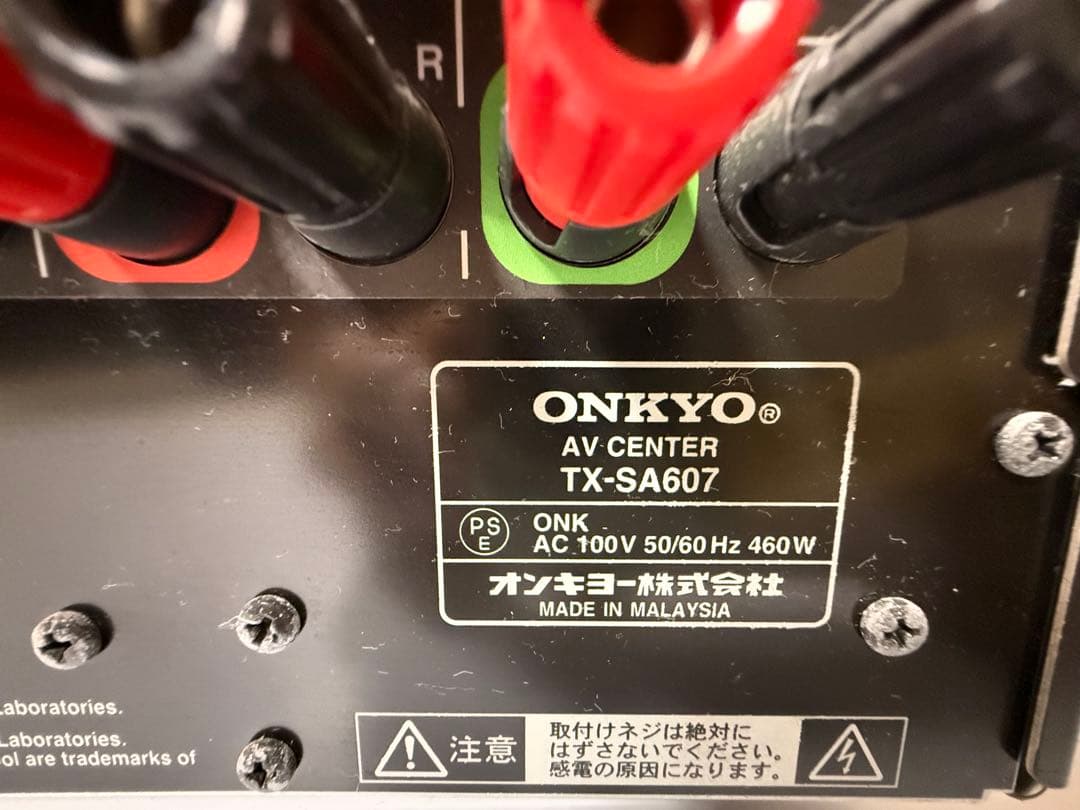 R
ONKYO®
AV CENTER
TX-SA607
PS
E
ONK
AC 100V 50/60Hz 460W
オンキヨー株式会社
MADE IN MALAYSIA
Laboratories.
Laboratories.
ol are trademarks of
注意
取付けネジは絶対に
はずさないでください。
感電の原因になります。